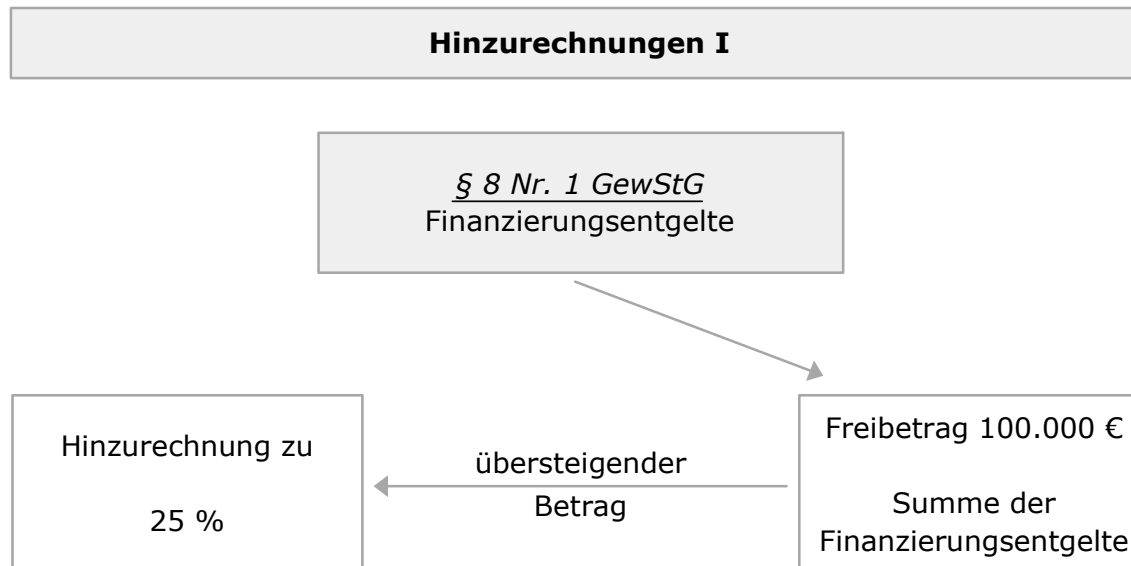 Hinzurechnungen I
§ 8 Nr. 1 GewStG
Finanzierungsentgelte
Freibetrag 100.000 €
Summe der
Finanzierungsentgelte
übersteigender
Betrag
Hinzurechnung zu
25 %